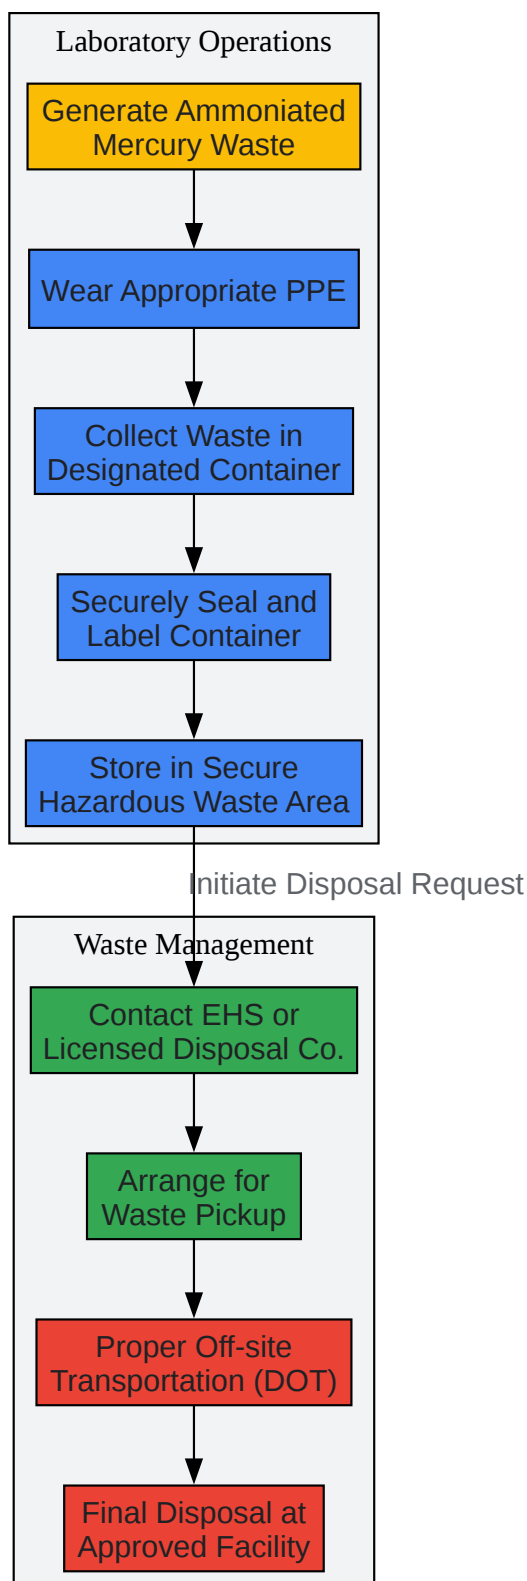 Laboratory Operations
Generate Ammoniated
Mercury Waste
Wear Appropriate PPE
Collect Waste in
Designated Container
Securely Seal and
Label Container
Store in Secure
Hazardous Waste Area
Initiate Disposal Request
Waste Management
Contact EHS or
Licensed Disposal Co.
Arrange for
Waste Pickup
Proper Off-site
Transportation (DOT)
Final Disposal at
Approved Facility